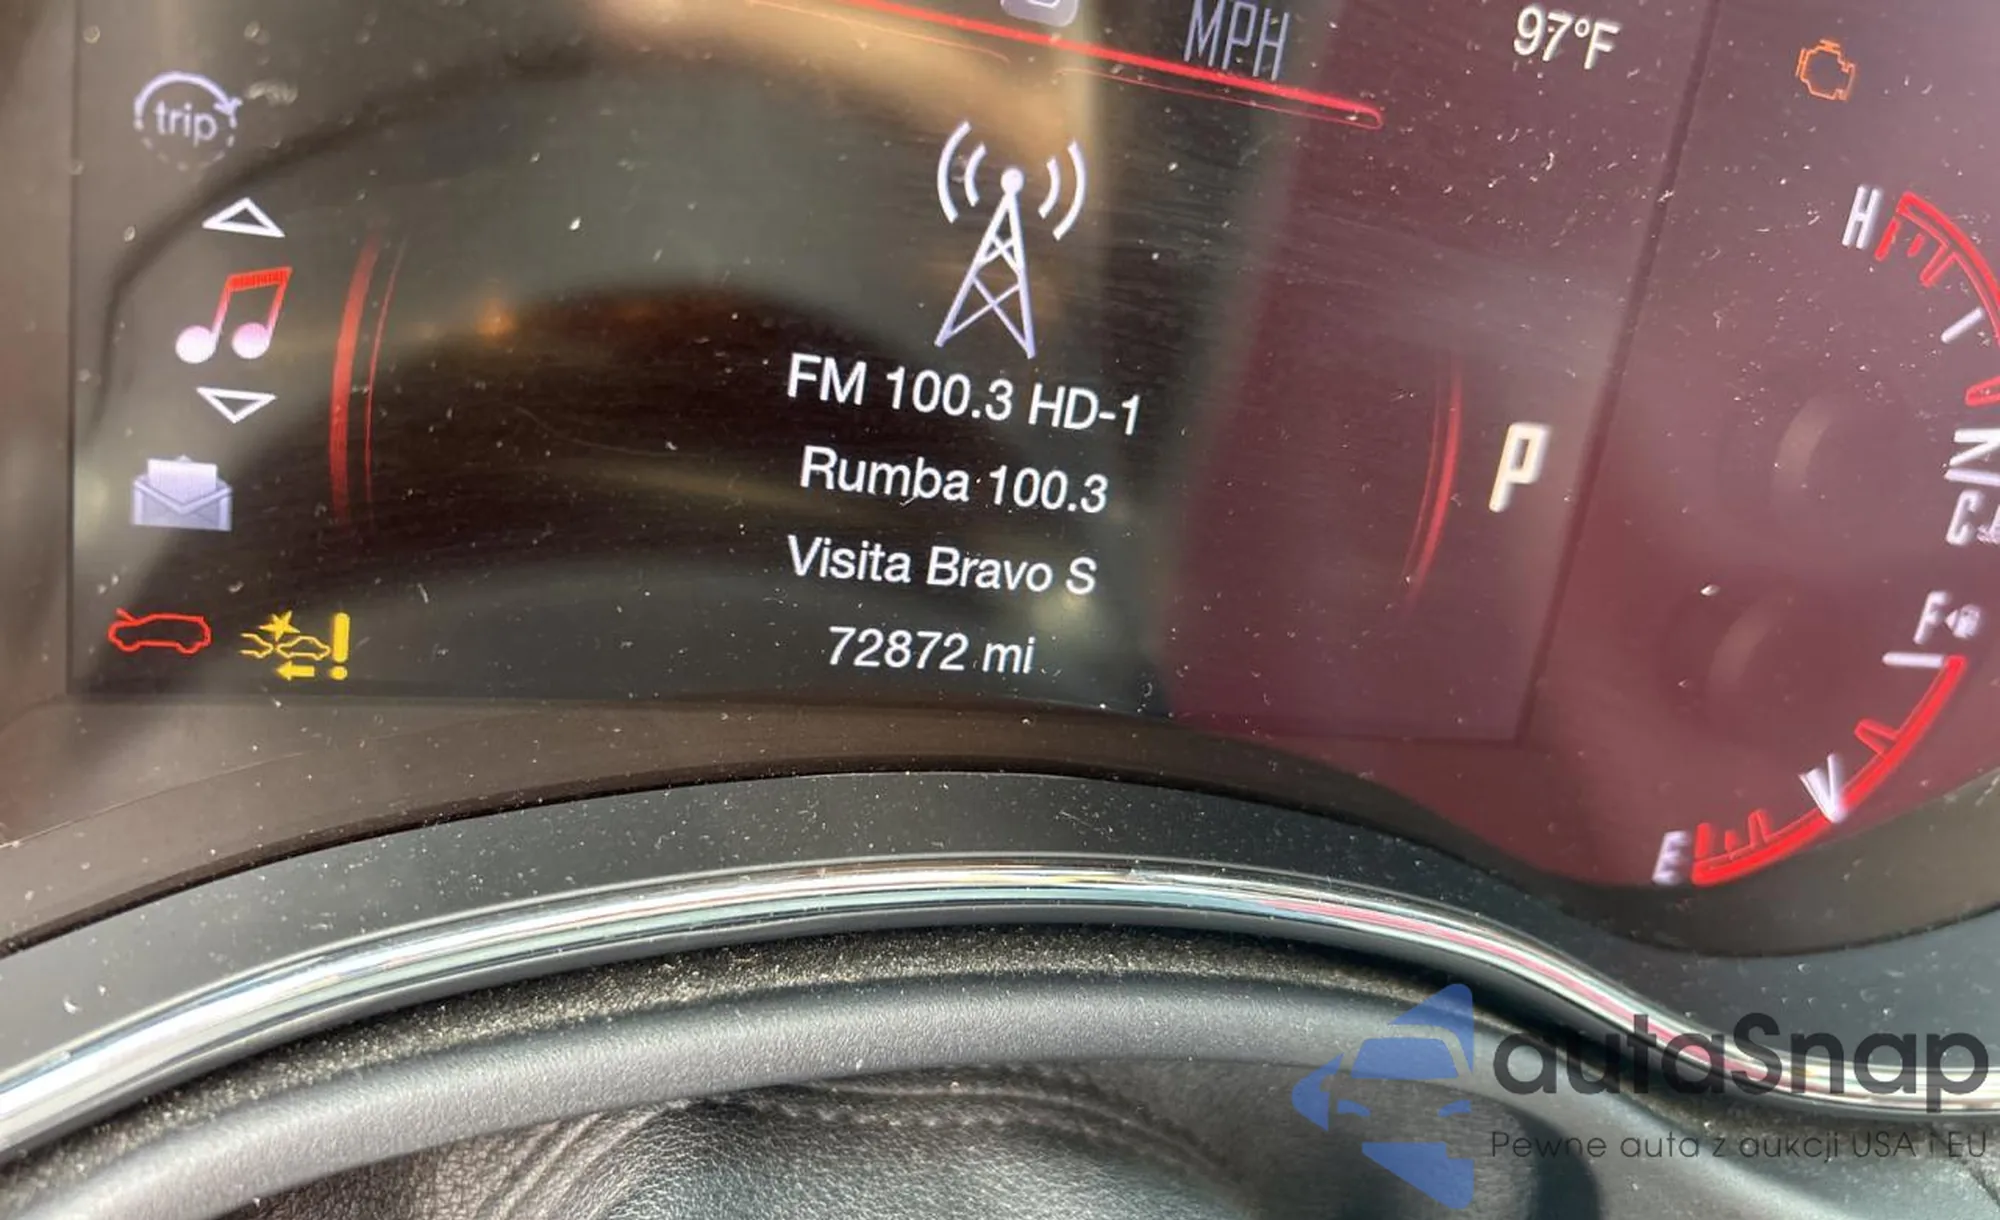 MPH
97°F
trip
H
FM 100.3 HD-1
Rumba 100.3
P
Visita Bravo S
C
F
72872 mi
E
autaSnap
Pewne auta z aukcji USA i EU